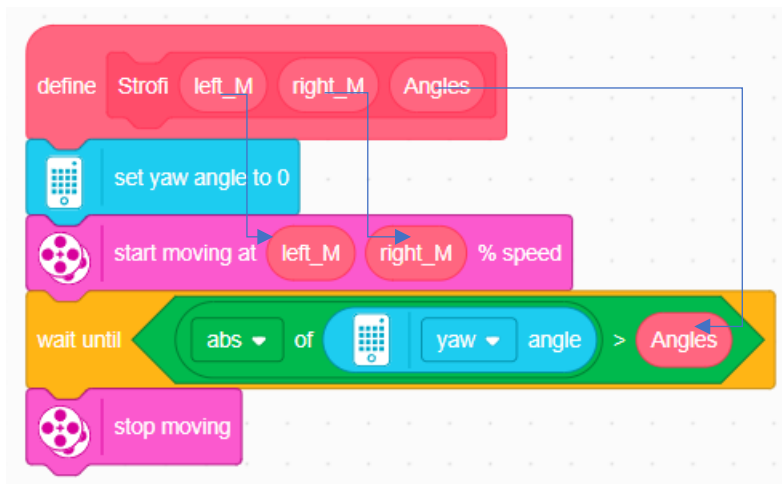 define Strofi left_M right_M Angles
set yaw angle to 0
start moving at left_M right_M % speed
wait until abs of yaw angle > Angles
stop moving